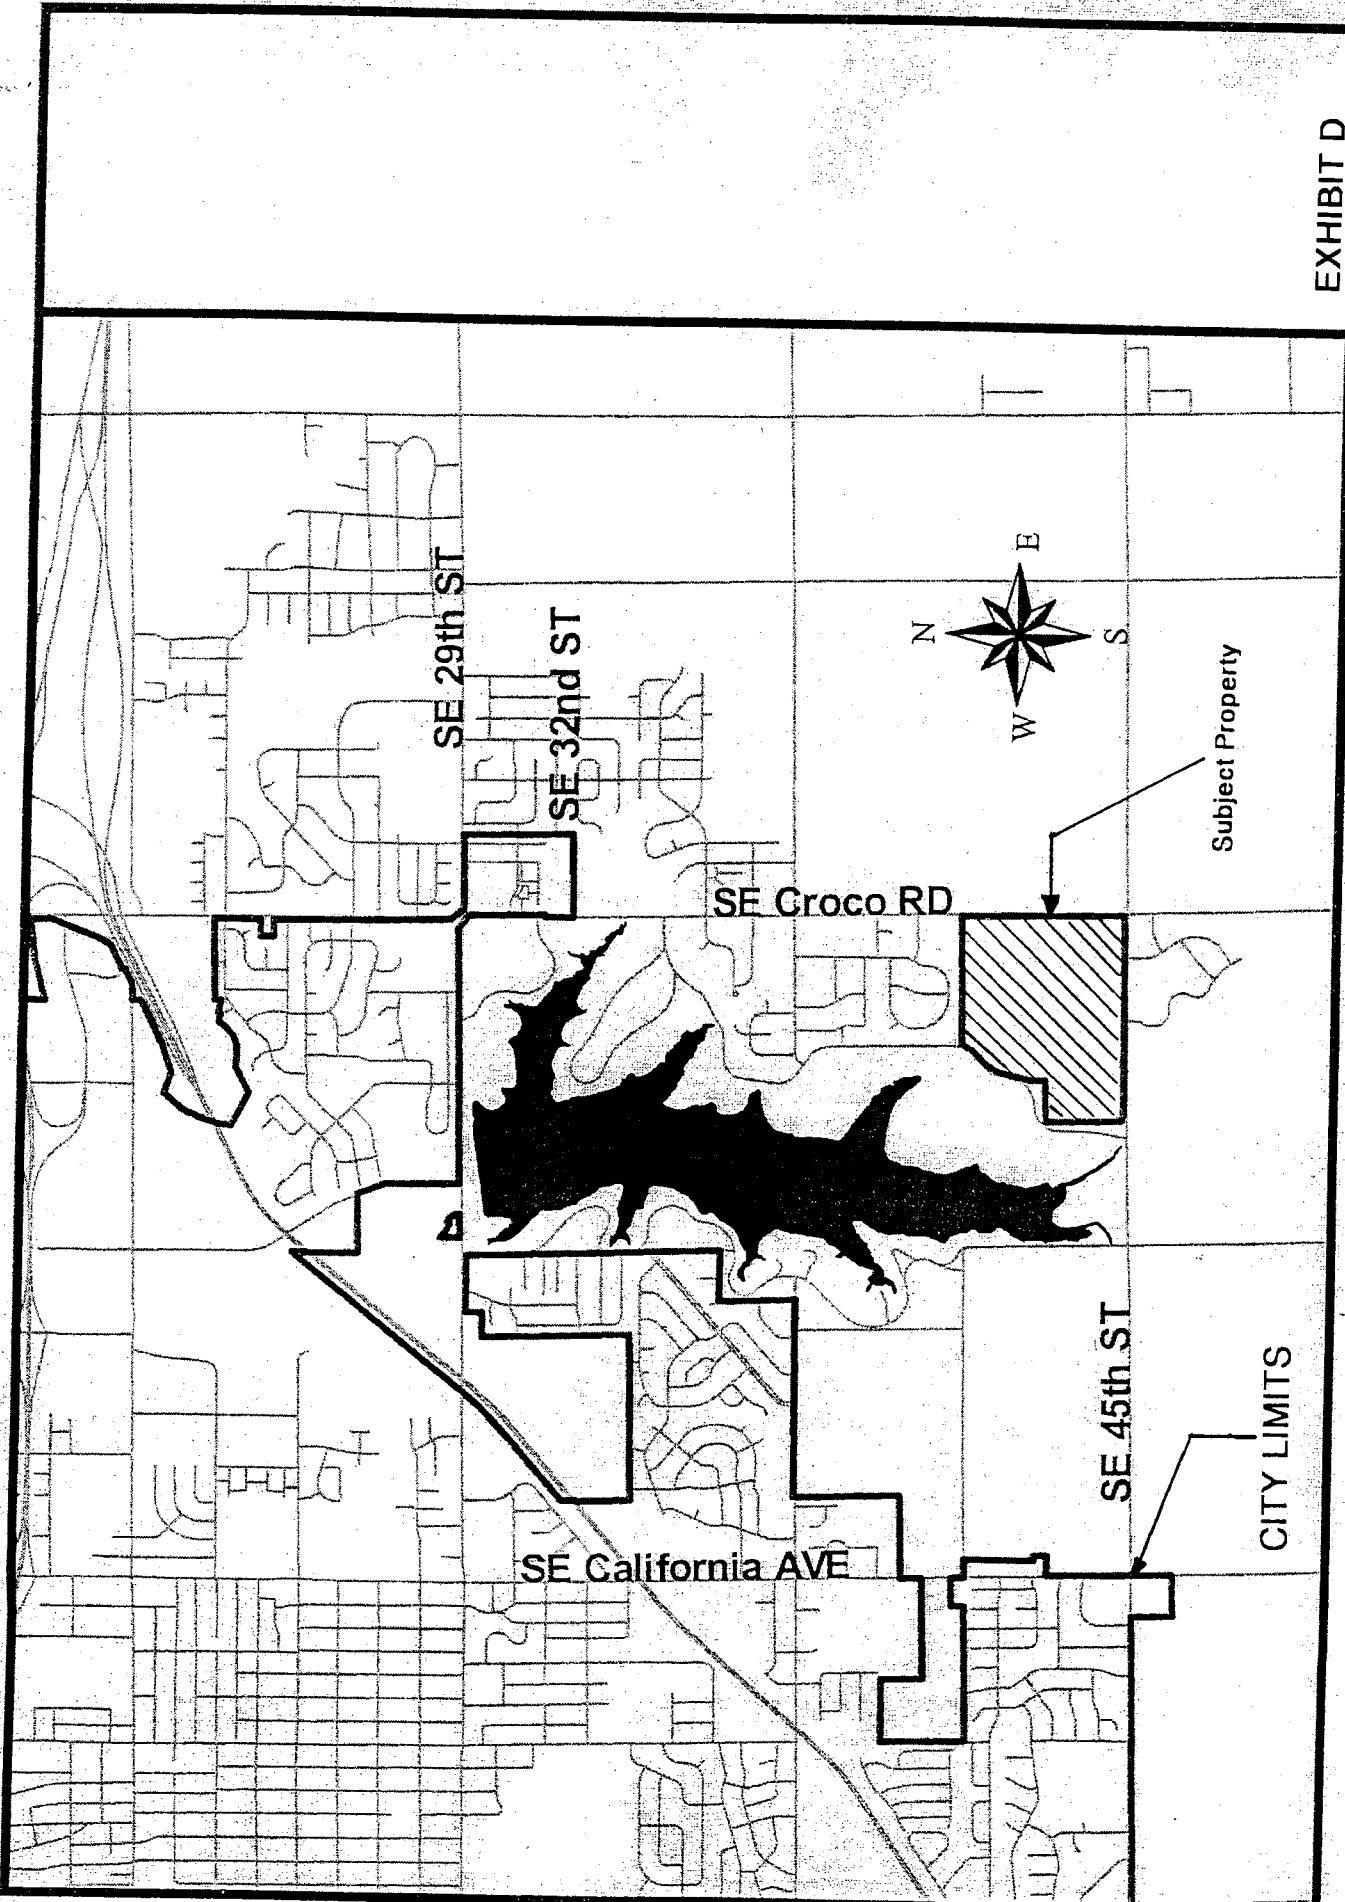 EXHIBIT D
SE 29th ST
SE 32nd ST
N
E
S
W
Subject Property
SE Croco RD
SE 45th ST
CITY LIMITS
SE California AVE